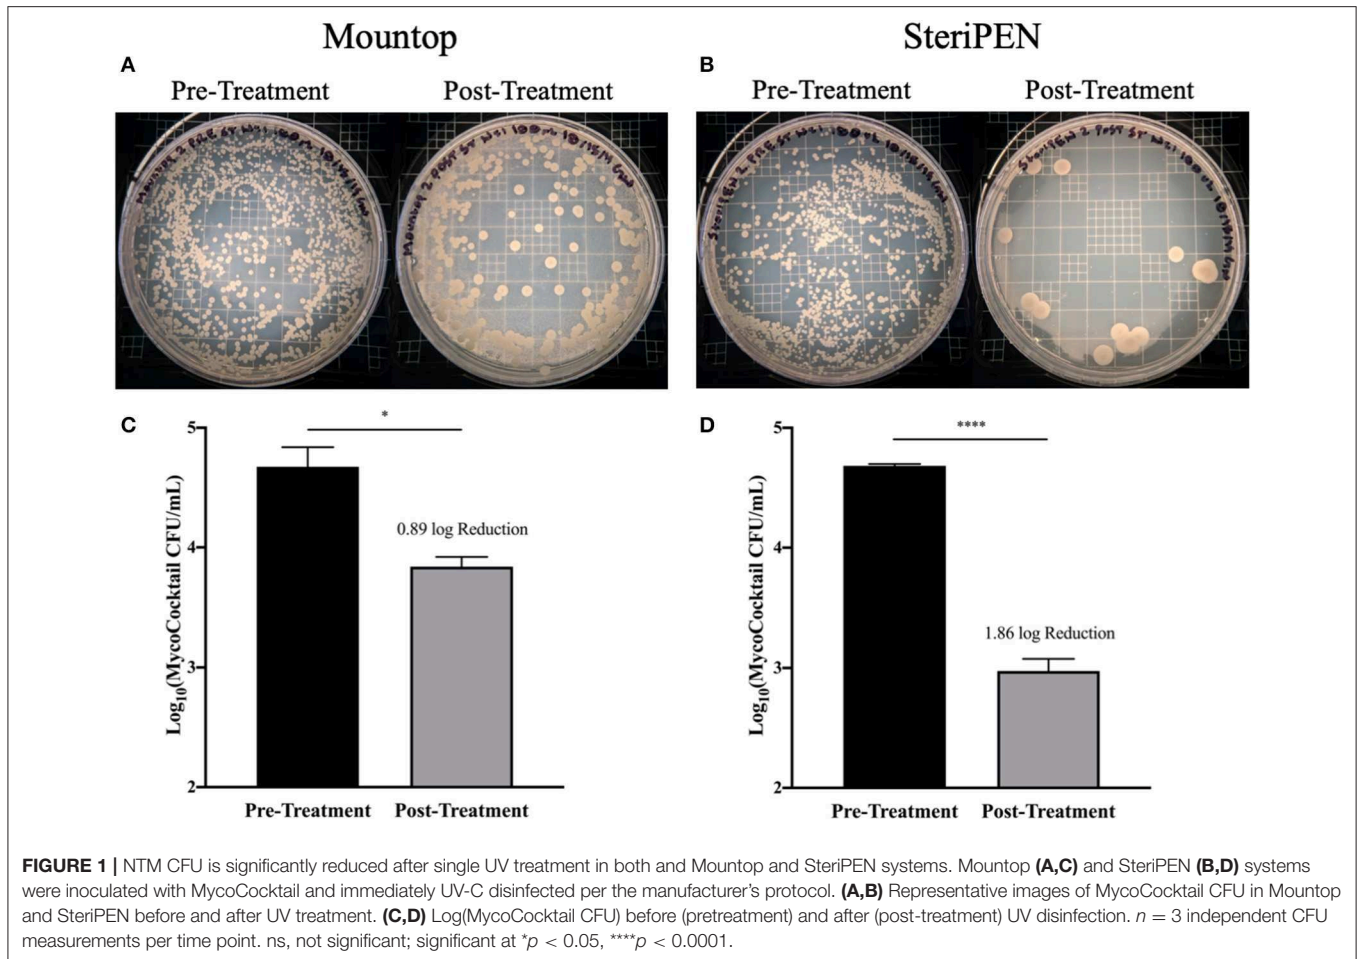 Mountop
SteriPEN
A
Pre-Treatment
Post-Treatment
B
Pre-Treatment
Post-Treatment
C
5
4
3
2
Log10(MycoCocktail CFU/mL)
*
0.89 log Reduction
Pre-Treatment
Post-Treatment
D
5
4
3
2
Log10(MycoCocktail CFU/mL)
****
1.86 log Reduction
Pre-Treatment
Post-Treatment
FIGURE 1 | NTM CFU is significantly reduced after single UV treatment in both and Mountop and SteriPEN systems. Mountop (A,C) and SteriPEN (B,D) systems
were inoculated with MycoCocktail and immediately UV-C disinfected per the manufacturer's protocol. (A,B) Representative images of MycoCocktail CFU in Mountop
and SteriPEN before and after UV treatment. (C,D) Log(MycoCocktail CFU) before (pretreatment) and after (post-treatment) UV disinfection. n = 3 independent CFU
measurements per time point. ns, not significant; significant at *p < 0.05, ****p < 0.0001.